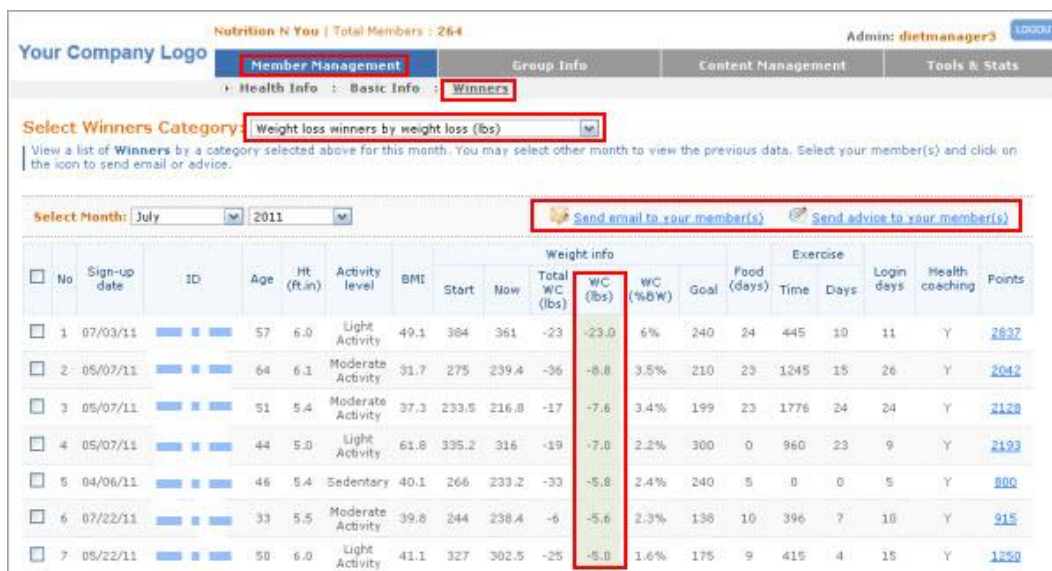 Nutrition N You | Total Members : 264
Admin: dietmanager3 LOGOUT
Your Company Logo
Member Management Group Info Content Management Tools & Stats
Health Info : Basic Info : Winners
Select Winners Category: Weight loss winners by weight loss (lbs)
View a list of Winners by a category selected above for this month. You may select other month to view the previous data. Select your member(s) and click on
the icon to send email or advice.
Select Month: July 2011 Send email to your member(s) Send advice to your member(s)
Weight info Exercise
No Sign-up date ID Age Ht (ft.in) Activity level BMI Start Now Total WC (lbs) WC (lbs) WC (%BW) Goal Food (days) Time Days Login days Health coaching Points
1 07/03/11 57 6.0 Light Activity 49.1 384 361 -23 -23.0 6% 240 24 445 10 11 Y 2837
2 05/07/11 64 6.1 Moderate Activity 31.7 275 239.4 -36 -8.8 3.5% 210 23 1245 15 26 Y 2042
3 05/07/11 51 5.4 Moderate Activity 37.3 233.5 216.8 -17 -7.6 3.4% 199 23 1776 24 24 Y 2128
4 05/07/11 44 5.0 Light Activity 61.8 335.2 316 -19 -7.0 2.2% 300 0 960 23 9 Y 2193
5 04/06/11 46 5.4 Sedentary 40.1 266 233.2 -33 -5.8 2.4% 240 5 0 0 5 Y 800
6 07/22/11 33 5.5 Moderate Activity 39.8 244 238.4 -6 -5.6 2.3% 138 10 396 7 10 Y 915
7 05/22/11 50 6.0 Light Activity 41.1 327 302.5 -25 -5.0 1.6% 175 9 415 4 15 Y 1250